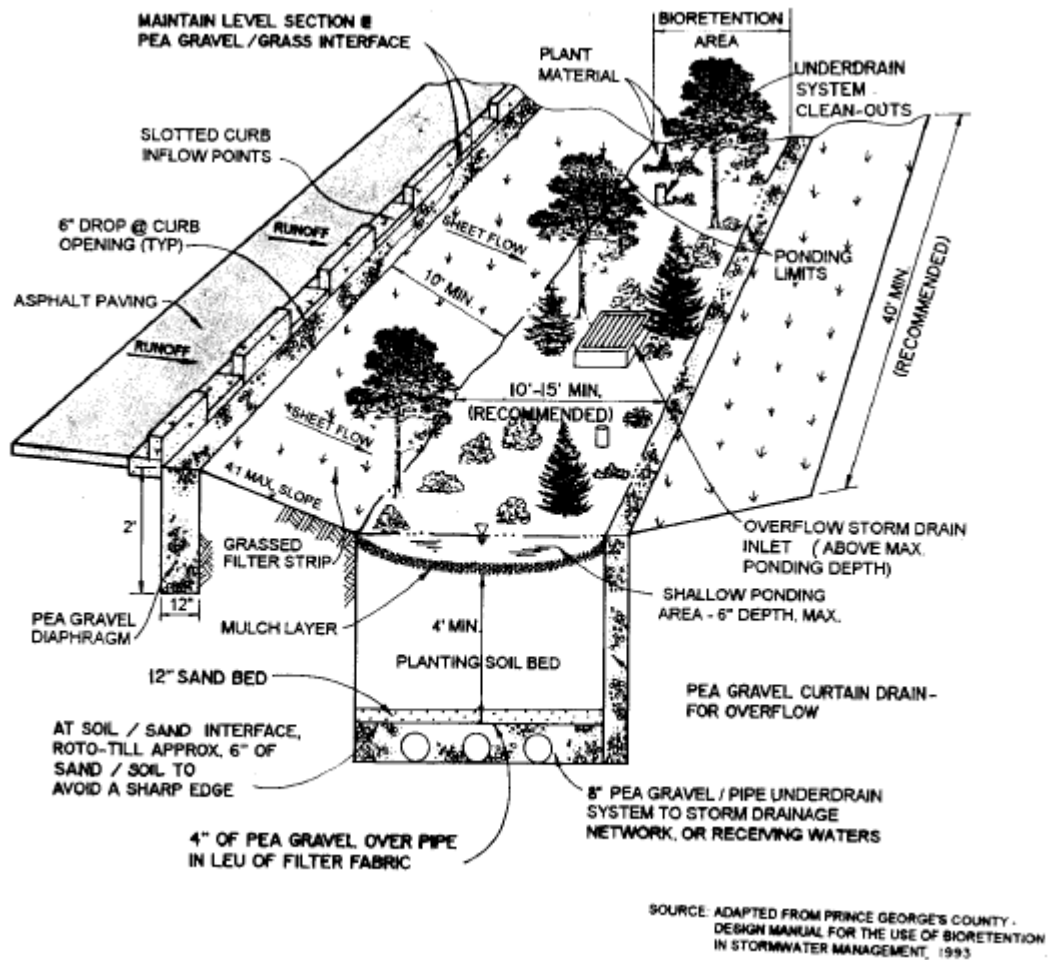 MAINTAIN LEVEL SECTION @
PEA GRAVEL / GRASS INTERFACE
BIORETENTION
AREA
PLANT
MATERIAL
UNDERDRAIN
SYSTEM
CLEAN-OUTS
SLOTTED CURB
INFLOW POINTS
6" DROP @ CURB
OPENING (TYP)
RUNOFF
SHEET FLOW
PONDING
LIMITS
ASPHALT PAVING
10" MIN.
40' MIN.
(RECOMMENDED)
RUNOFF
10'-15' MIN.
(RECOMMENDED)
SHEET FLOW
4:1 MAX. SLOPE
2'
GRASSED
FILTER STRIP
OVERFLOW STORM DRAIN
INLET ( ABOVE MAX.
PONDING DEPTH)
12"
PEA GRAVEL
DIAPHRAGM
MULCH LAYER
SHALLOW PONDING
AREA - 6" DEPTH, MAX.
4' MIN.
PLANTING SOIL BED
12" SAND BED
PEA GRAVEL CURTAIN DRAIN-
FOR OVERFLOW
AT SOIL / SAND INTERFACE,
ROTO-TILL APPROX. 6" OF
SAND / SOIL TO
AVOID A SHARP EDGE
8" PEA GRAVEL / PIPE UNDERDRAIN
SYSTEM TO STORM DRAINAGE
NETWORK, OR RECEIVING WATERS
4" OF PEA GRAVEL OVER PIPE
IN LEU OF FILTER FABRIC
SOURCE: ADAPTED FROM PRINCE GEORGE'S COUNTY -
DESIGN MANUAL FOR THE USE OF BIORETENTION
IN STORMWATER MANAGEMENT, 1993